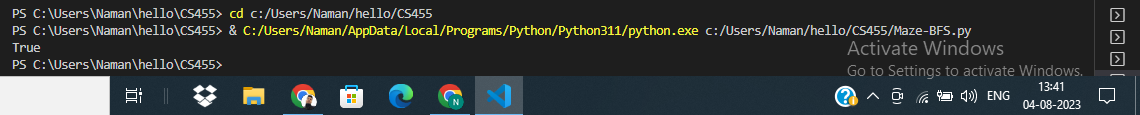 PS C:\Users\Naman\hello\CS455> cd c:/Users/Naman/hello/CS455
PS C:\Users\Naman\hello\CS455> & C:/Users/Naman/AppData/Local/Programs/Python/Python311/python.exe c:/Users/Naman/hello/CS455/Maze-BFS.py
True
PS C:\Users\Naman\hello\CS455>
Activate Windows
Go to Settings to activate Windows.
N
ENG
13:41
04-08-2023